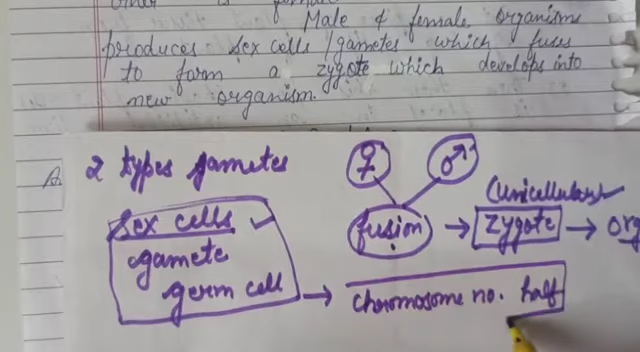 Male & female organisms
produces sex cells/gametes which fuses
to form a zygote which develops into
new organism.
2 types gametes
♀ ♂
(unicellular)
sex cells ✓
fusion → zygote → org
gamete
germ cell → chromosome no. half